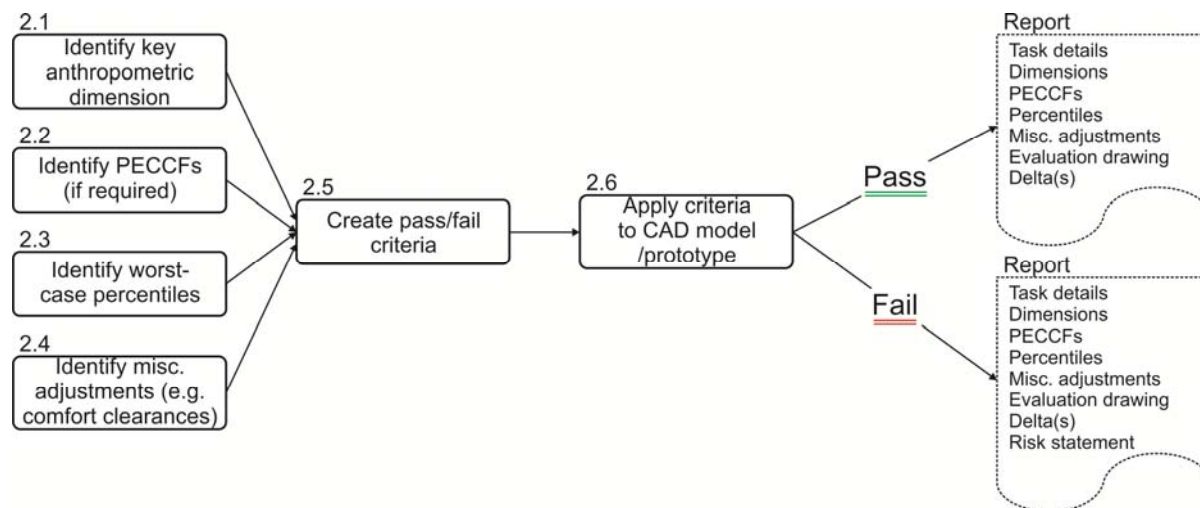 2.1
Identify key
anthropometric
dimension
2.2
Identify PECCFs
(if required)
2.3
Identify worst-
case percentiles
2.4
Identify misc.
adjustments (e.g.
comfort clearances)
2.5
Create pass/fail
criteria
2.6
Apply criteria
to CAD model
/prototype
Pass
Fail
Report
Task details
Dimensions
PECCFs
Percentiles
Misc. adjustments
Evaluation drawing
Delta(s)
Report
Task details
Dimensions
PECCFs
Percentiles
Misc. adjustments
Evaluation drawing
Delta(s)
Risk statement